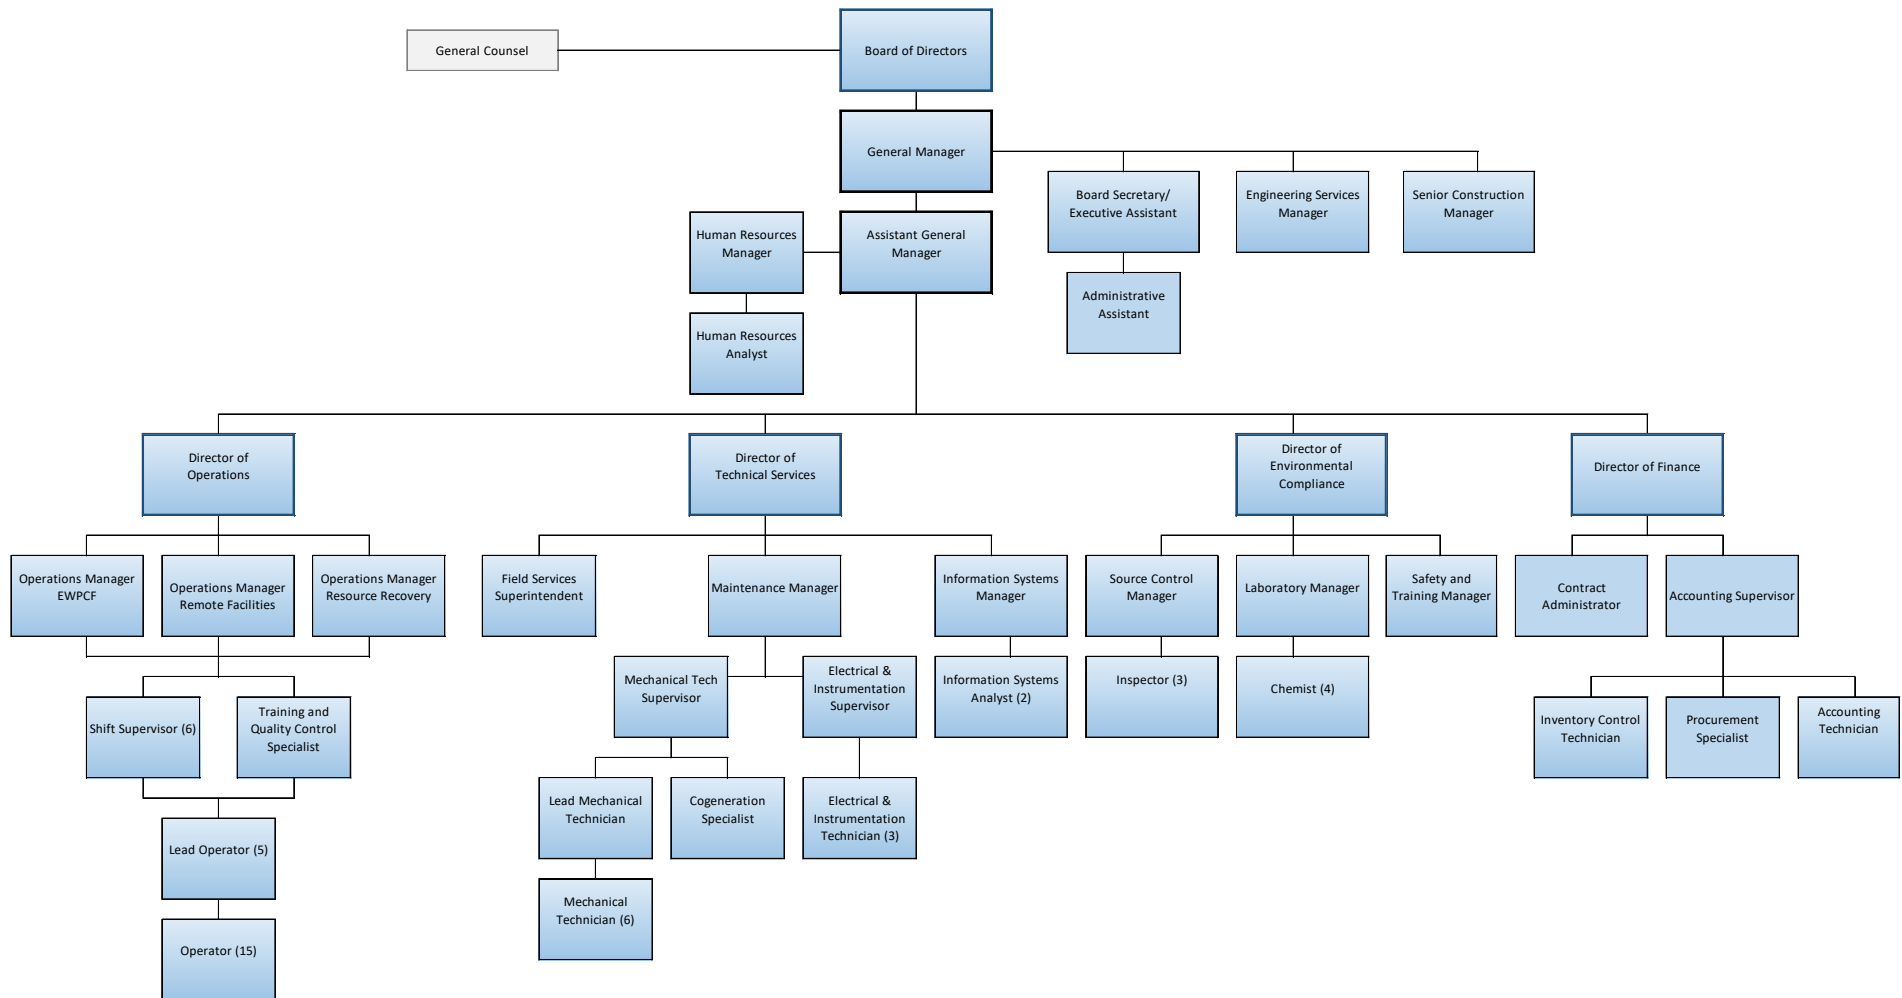 General Counsel
Board of Directors
General Manager
Board Secretary/
Executive Assistant
Engineering Services
Manager
Senior Construction
Manager
Human Resources
Manager
Assistant General
Manager
Administrative
Assistant
Human Resources
Analyst
Director of
Operations
Director of
Technical Services
Director of
Environmental
Compliance
Director of Finance
Operations Manager
EWPCF
Operations Manager
Remote Facilities
Operations Manager
Resource Recovery
Field Services
Superintendent
Maintenance Manager
Information Systems
Manager
Source Control
Manager
Laboratory Manager
Safety and
Training Manager
Contract
Administrator
Accounting Supervisor
Shift Supervisor (6)
Training and
Quality Control
Specialist
Mechanical Tech
Supervisor
Electrical &
Instrumentation
Supervisor
Information Systems
Analyst (2)
Inspector (3)
Chemist (4)
Inventory Control
Technician
Procurement
Specialist
Accounting
Technician
Lead Operator (5)
Lead Mechanical
Technician
Cogeneration
Specialist
Electrical &
Instrumentation
Technician (3)
Operator (15)
Mechanical
Technician (6)